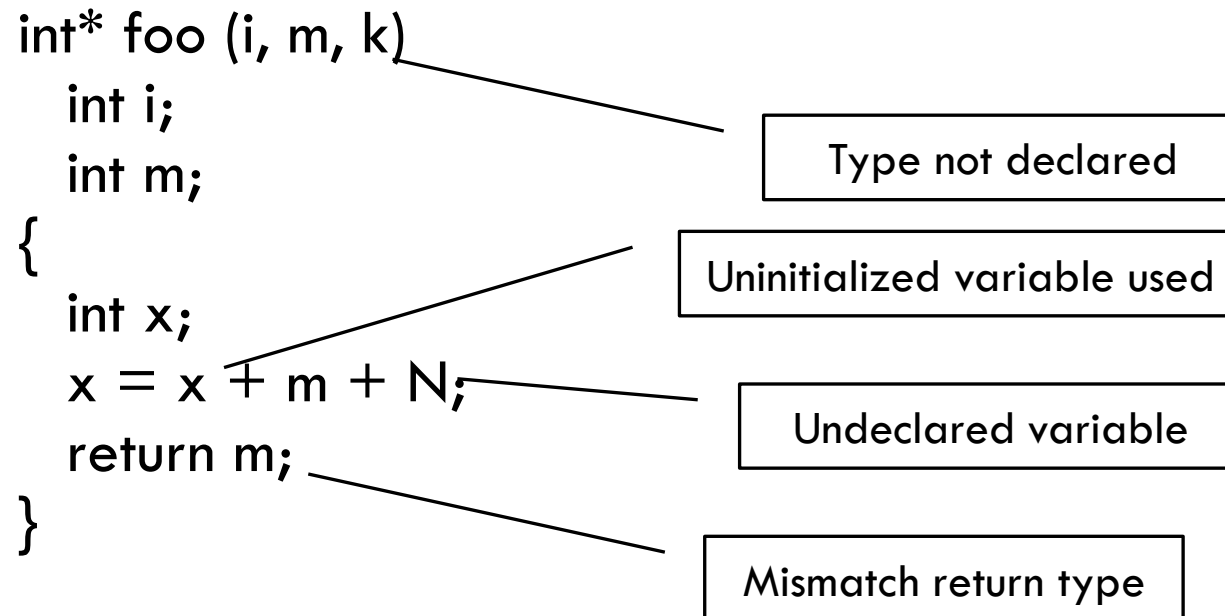 int* foo (i, m, k)
int i;
int m;
{
int x;
x = x + m + N;
return m;
}
Type not declared
Uninitialized variable used
Undeclared variable
Mismatch return type